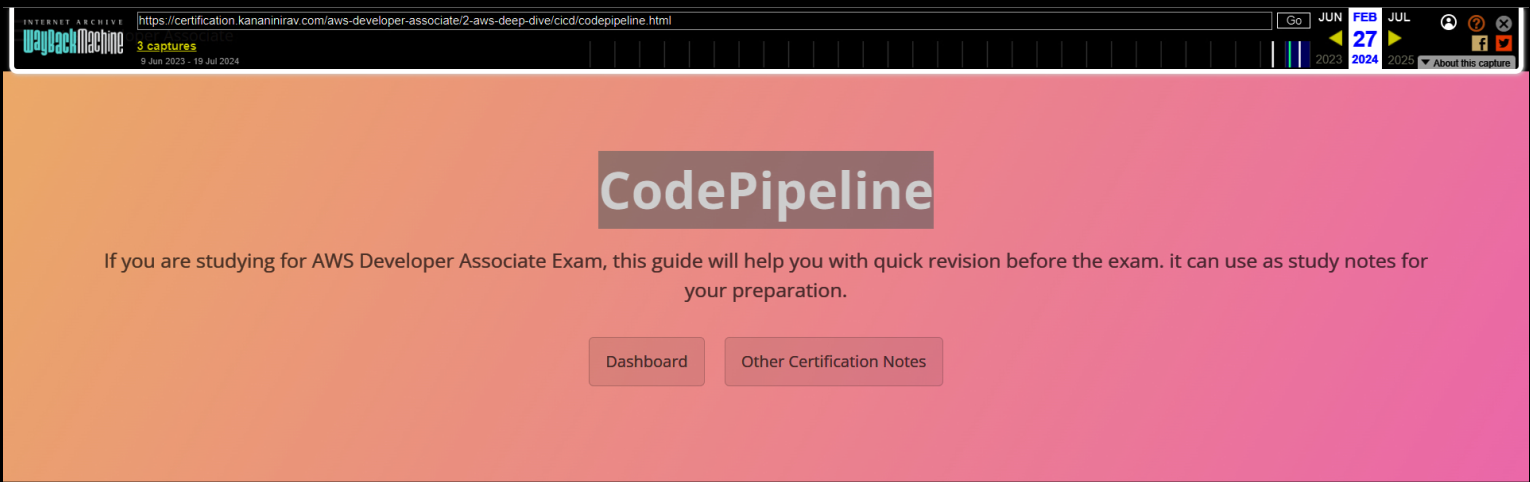 INTERNET ARCHIVE
WayBackMachine
https://certification.kananinirav.com/aws-developer-associate/2-aws-deep-dive/cicd/codepipeline.html
Go
JUN FEB JUL
3 captures
27
9 Jun 2023 - 19 Jul 2024
2023 2024 2025
About this capture
CodePipeline
If you are studying for AWS Developer Associate Exam, this guide will help you with quick revision before the exam. it can use as study notes for
your preparation.
Dashboard
Other Certification Notes